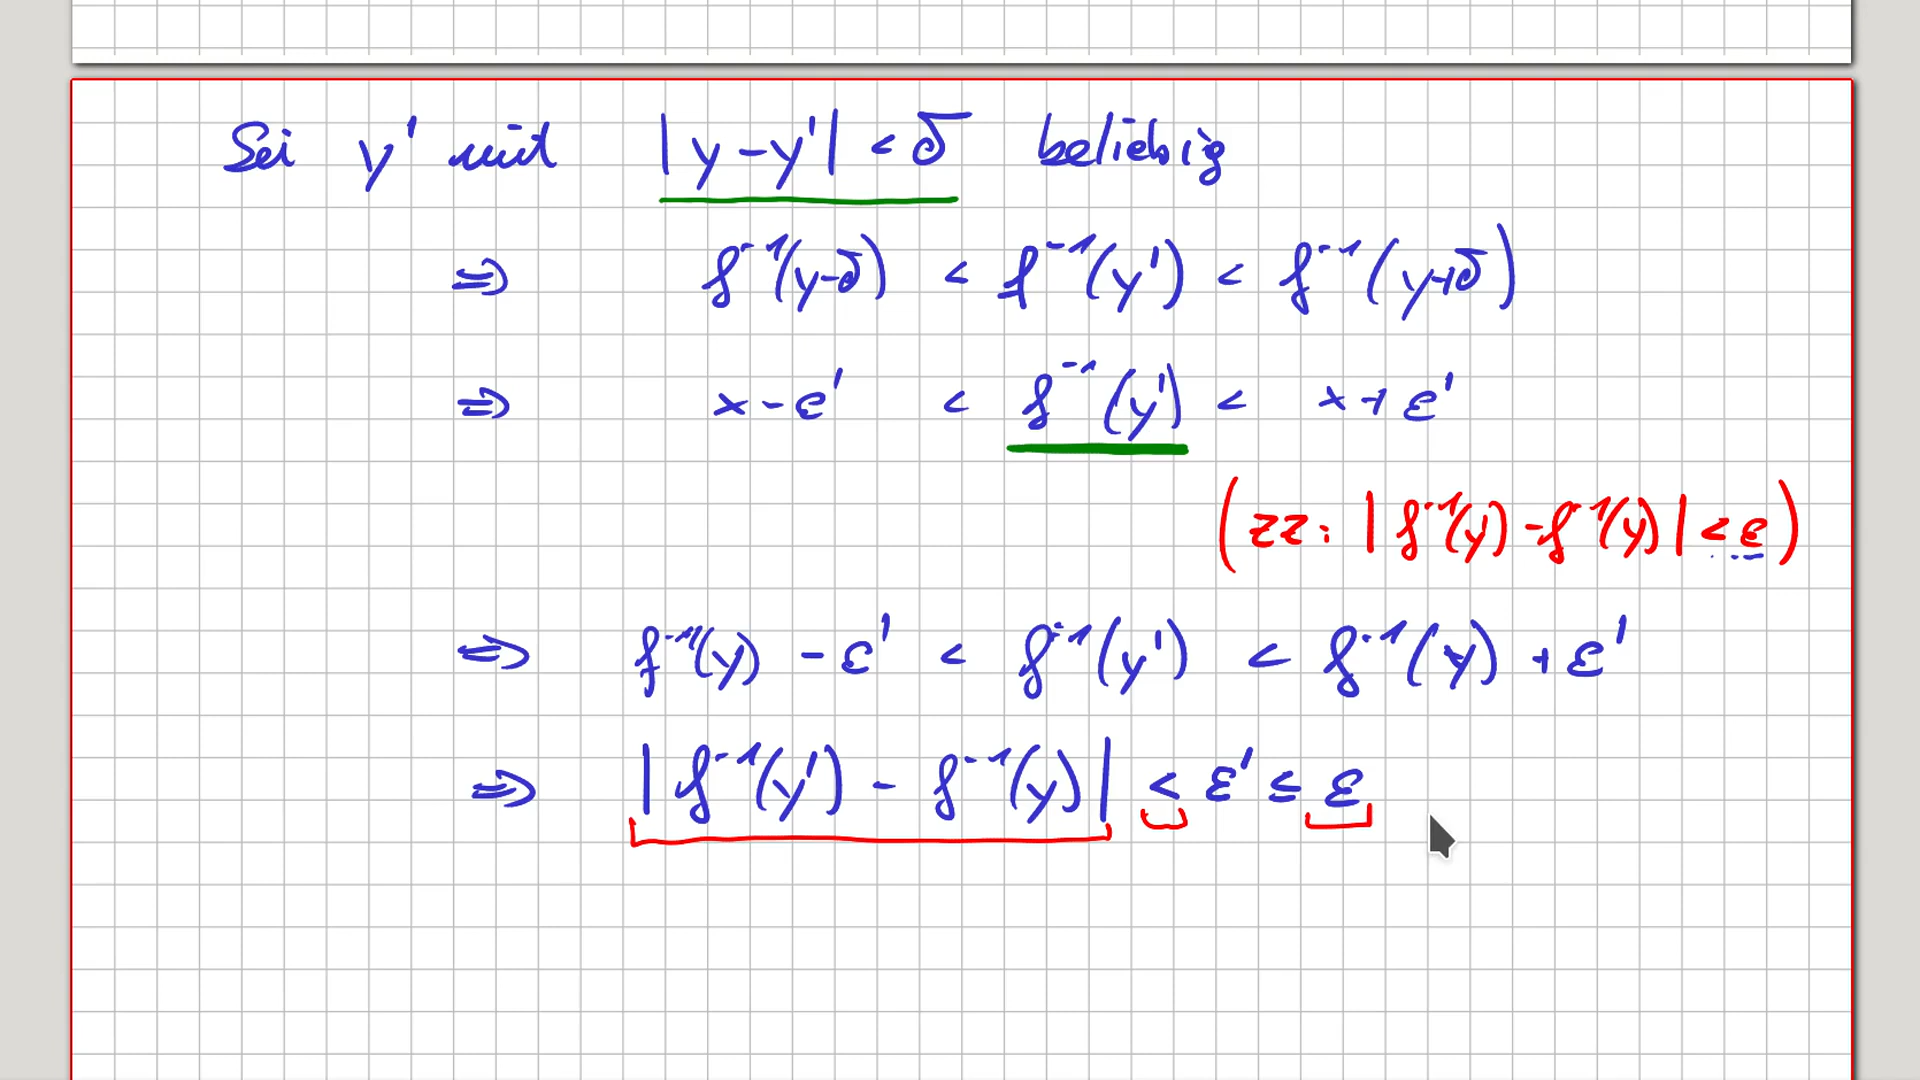 Sei y' mit |y-y'| < δ beliebig
⇒ f⁻¹(y-δ) < f⁻¹(y') < f⁻¹(y+δ)
⇒ x-ε' < f⁻¹(y') < x+ε'
(zz: |f⁻¹(y)-f⁻¹(y)| < ε)
⇒ f⁻¹(y) - ε' < f⁻¹(y') < f⁻¹(y) + ε'
⇒ |f⁻¹(y') - f⁻¹(y)| < ε' ≤ ε